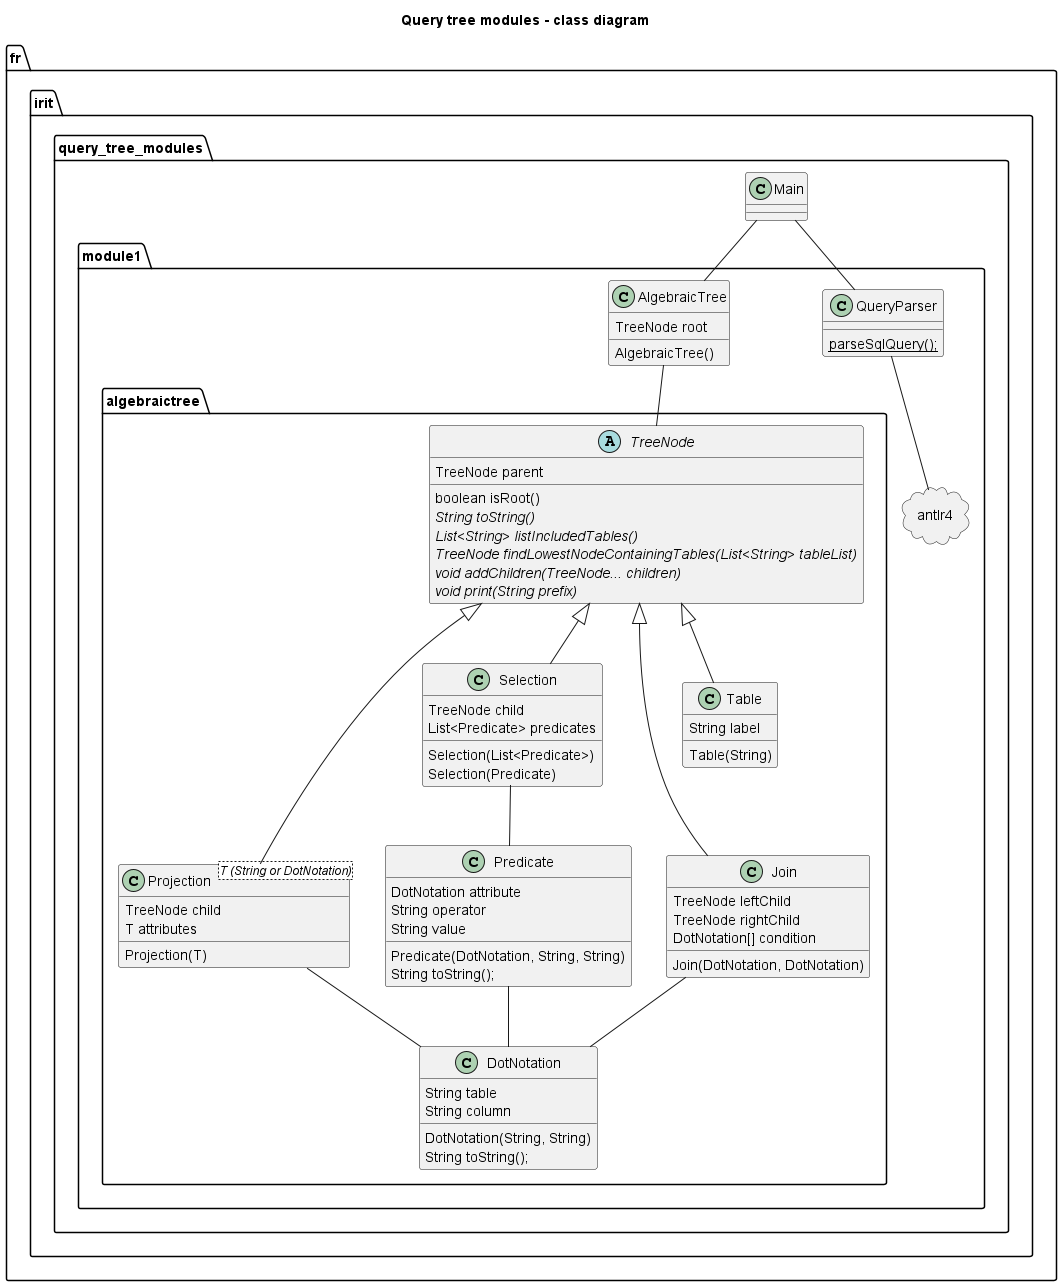 Query tree modules - class diagram
fr
irit
query_tree_modules
C Main
module1
C AlgebraicTree
TreeNode root
AlgebraicTree()
C QueryParser
parseSqlQuery();
algebraictree
A TreeNode
TreeNode parent
boolean isRoot()
String toString()
List<String> listIncludedTables()
TreeNode findLowestNodeContainingTables(List<String> tableList)
void addChildren(TreeNode... children)
void print(String prefix)
antlr4
C Selection
TreeNode child
List<Predicate> predicates
Selection(List<Predicate>)
Selection(Predicate)
C Table
String label
Table(String)
C Projection
T (String or DotNotation)
TreeNode child
T attributes
Projection(T)
C Predicate
DotNotation attribute
String operator
String value
Predicate(DotNotation, String, String)
String toString();
C Join
TreeNode leftChild
TreeNode rightChild
DotNotation[] condition
Join(DotNotation, DotNotation)
C DotNotation
String table
String column
DotNotation(String, String)
String toString();